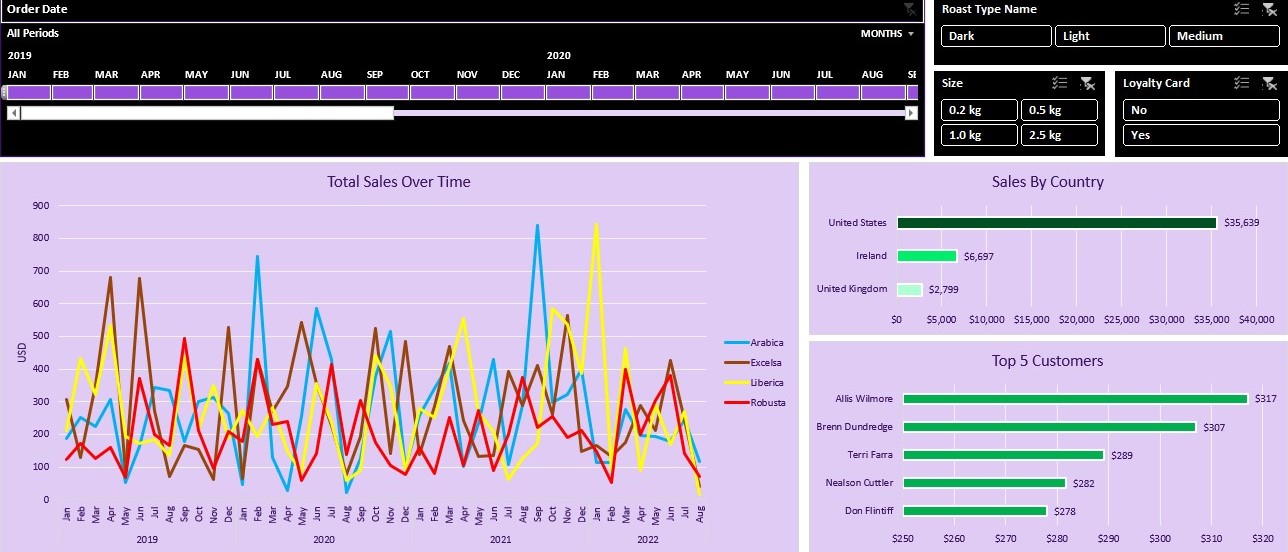 Order Date
All Periods
MONTHS
2019 2020
JAN FEB MAR APR MAY JUN JUL AUG SEP OCT NOV DEC JAN FEB MAR APR MAY JUN JUL AUG SE
Roast Type Name
Dark Light Medium
Size
0.2 kg 0.5 kg
1.0 kg 2.5 kg
Loyalty Card
No
Yes
Total Sales Over Time
900
800
700
600
500
400
300
200
100
0
USD
Jan Feb Mar Apr May Jun Jul Aug Sep Oct Nov Dec Jan Feb Mar Apr May Jun Jul Aug Sep Oct Nov Dec Jan Feb Mar Apr May Jun Jul Aug Sep Oct Nov Dec Jan Feb Mar Apr May Jun Jul Aug
2019 2020 2021 2022
Arabica
Excelsa
Liberica
Robusta
Sales By Country
United States $35,639
Ireland $6,697
United Kingdom $2,799
$0 $5,000 $10,000 $15,000 $20,000 $25,000 $30,000 $35,000 $40,000
Top 5 Customers
Allis Wilmore $317
Brenn Dundredge $307
Terri Farra $289
Nealson Cuttler $282
Don Flintiff $278
$250 $260 $270 $280 $290 $300 $310 $320